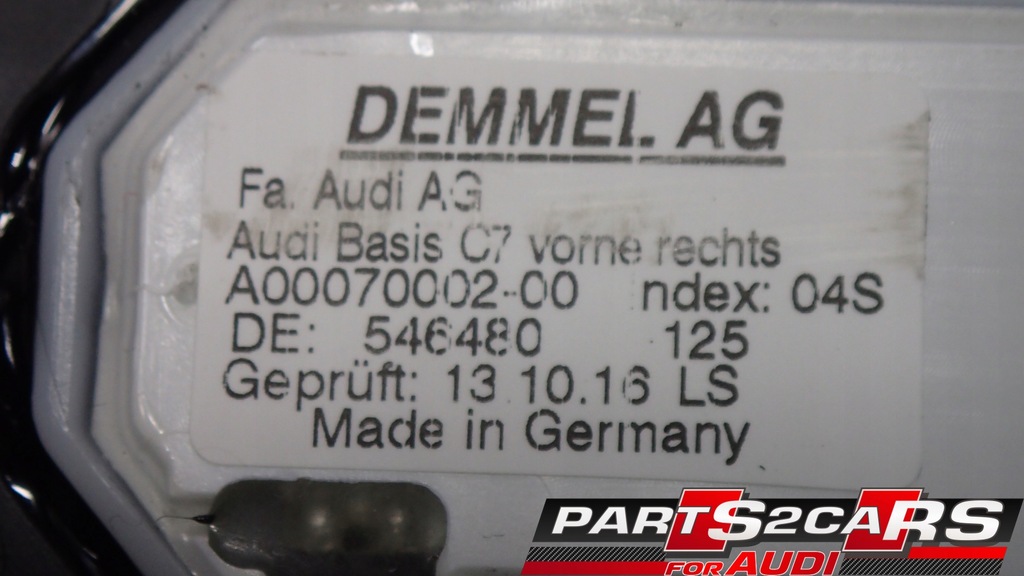 DEMMEL AG
Fa. Audi AG
Audi Basis C7 vorne rechts
A00070002-00 ndex: 04S
DE: 546480 125
Geprüft: 13.10.16 LS
Made in Germany
PARTS2CARS
FOR AUDI